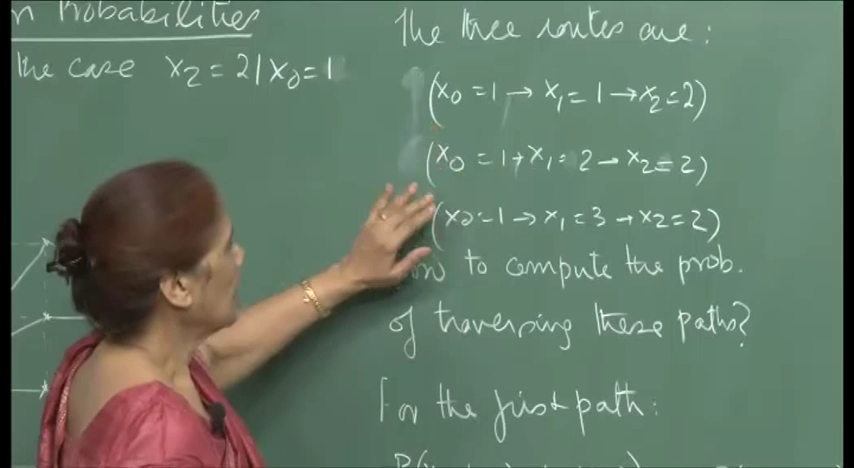 n Probabilities
the case X₂ = 2 | X₀ = 1
The three routes are:
(X₀ = 1 → X₁ = 1 → X₂ = 2)
(X₀ = 1 → X₁ = 2 → X₂ = 2)
(X₀ = 1 → X₁ = 3 → X₂ = 2)
to compute the prob.
of traversing these paths?
For the first path: